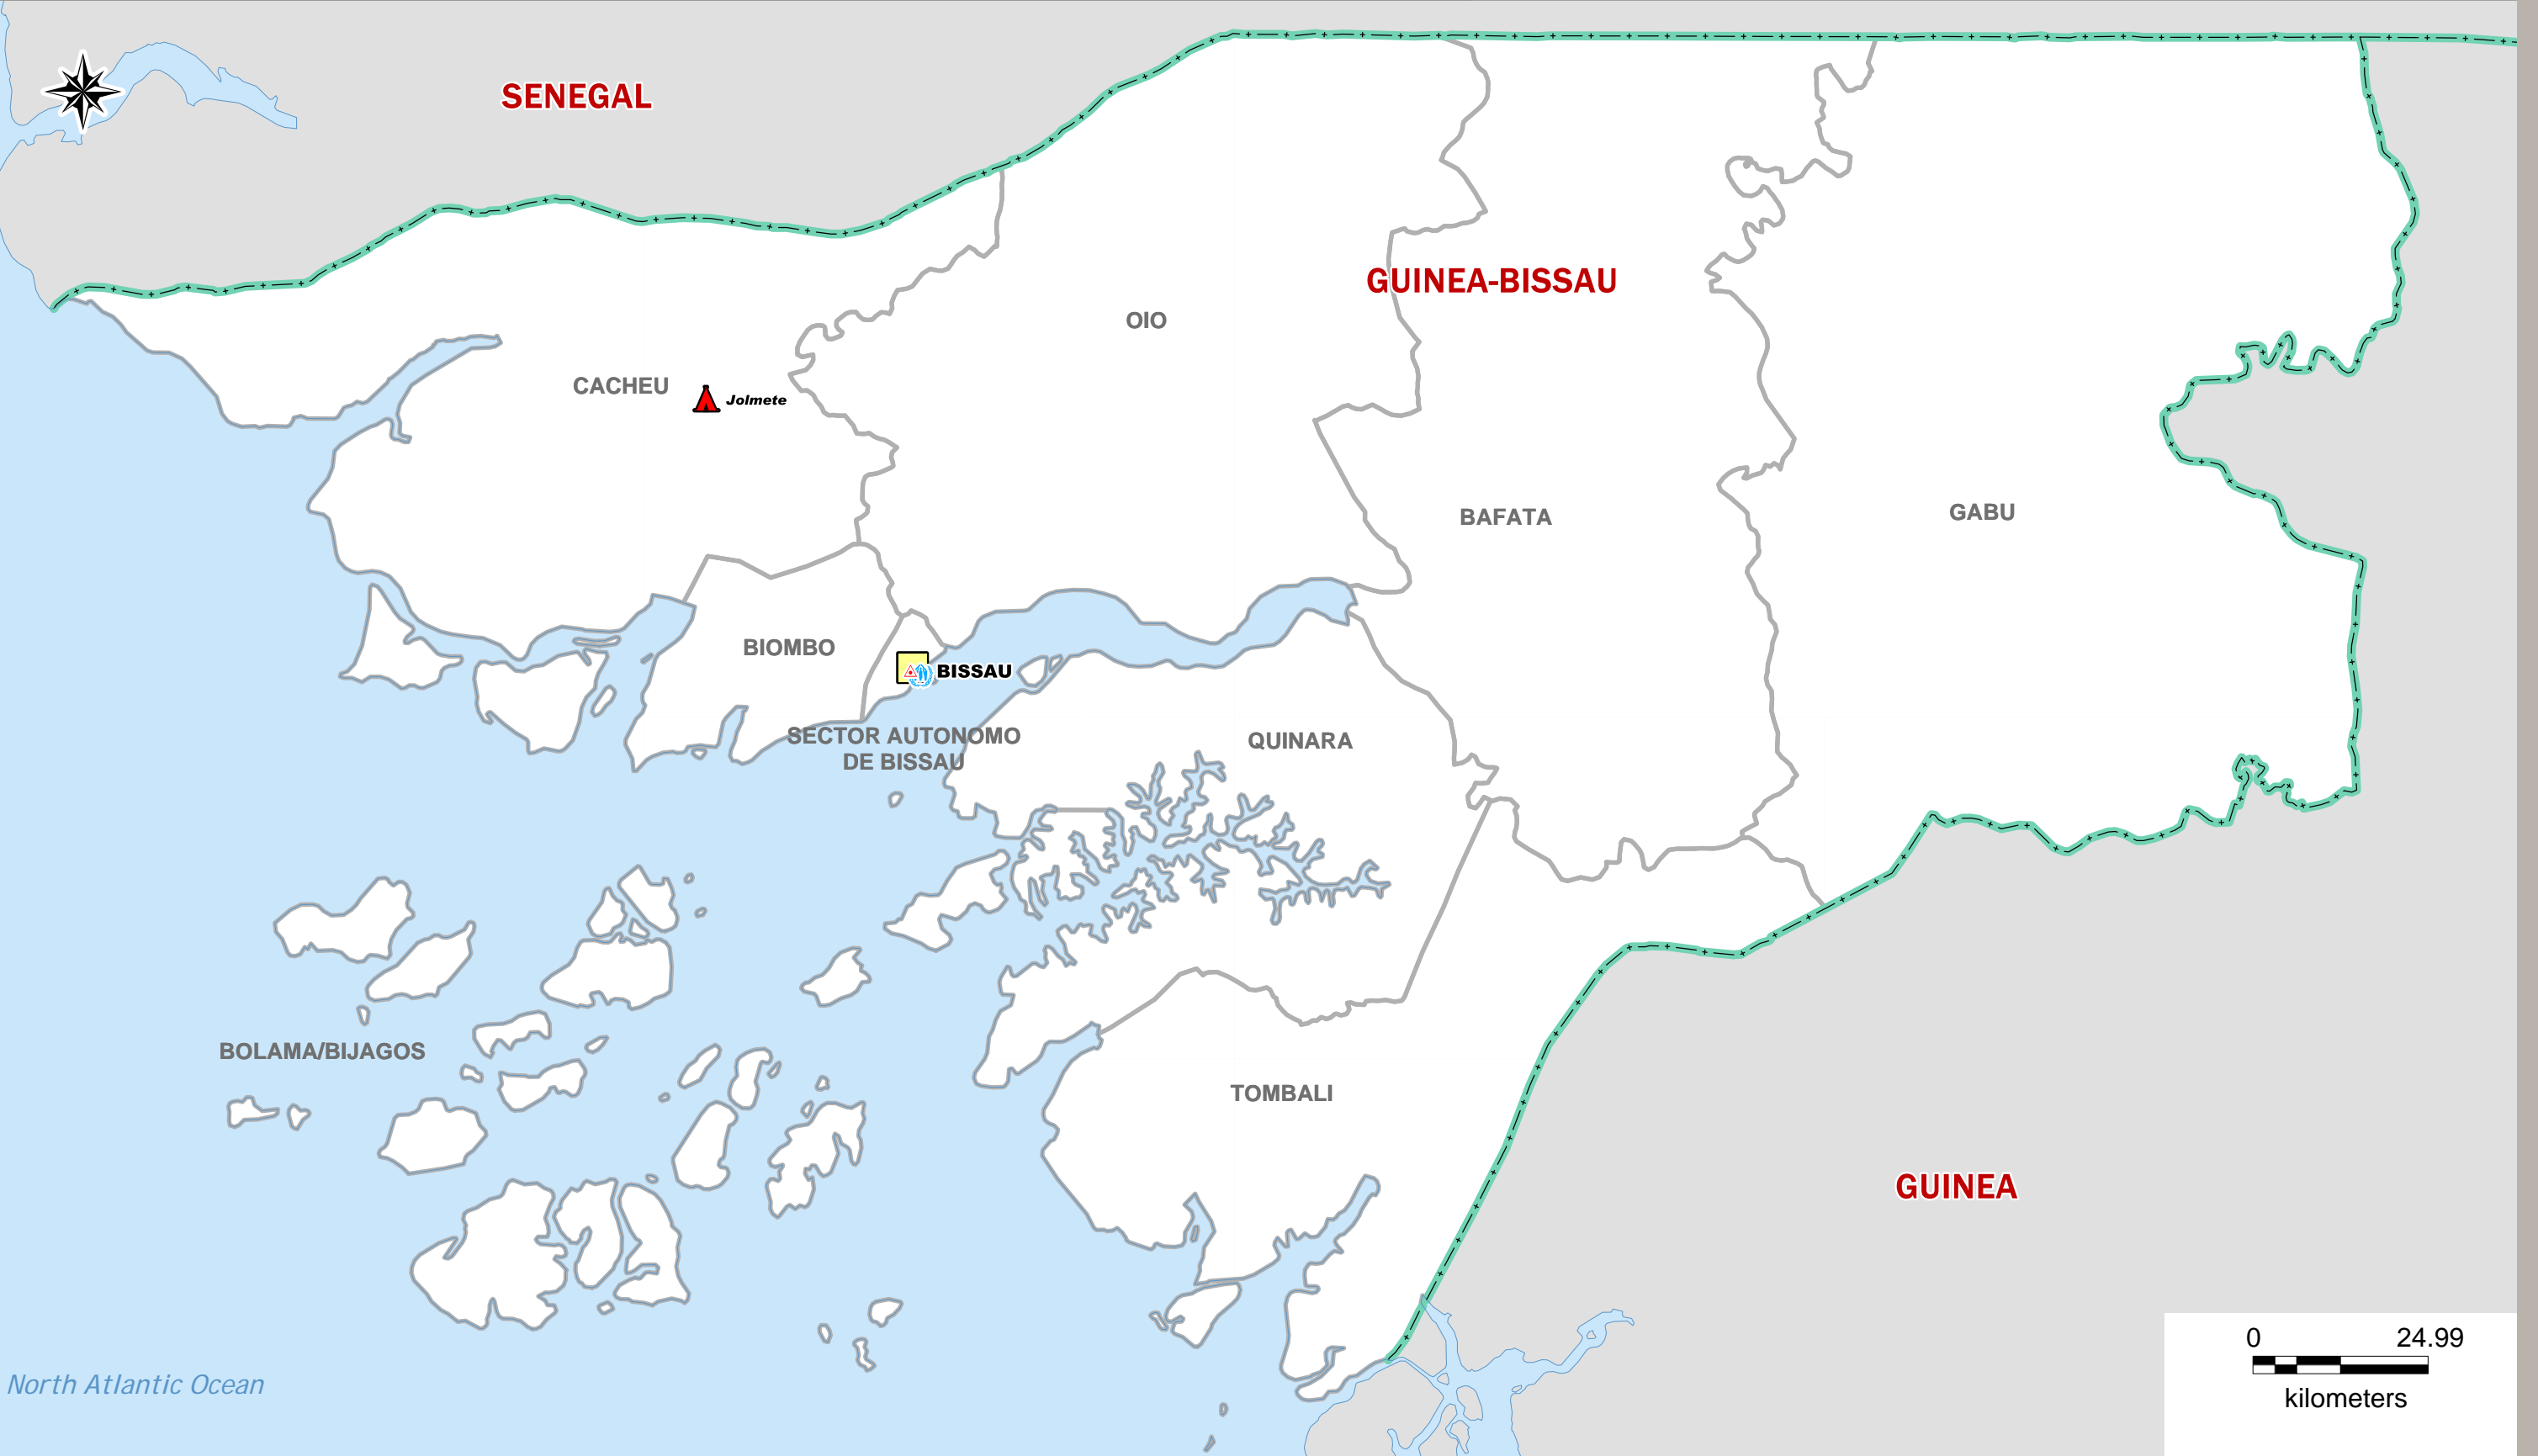 SENEGAL
GUINEA-BISSAU
OIO
CACHEU
Jolmete
BAFATA
GABU
BIOMBO
BISSAU
SECTOR AUTONOMO
DE BISSAU
QUINARA
BOLAMA/BIJAGOS
TOMBALI
GUINEA
North Atlantic Ocean
0 24.99
kilometers